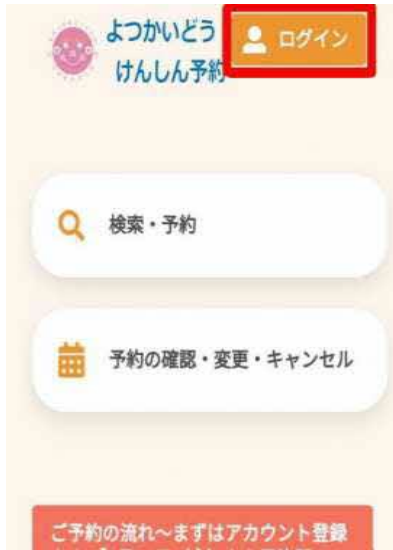 よつかいどう
けんしん予約
ログイン
検索・予約
予約の確認・変更・キャンセル
ご予約の流れ～まずはアカウント登録